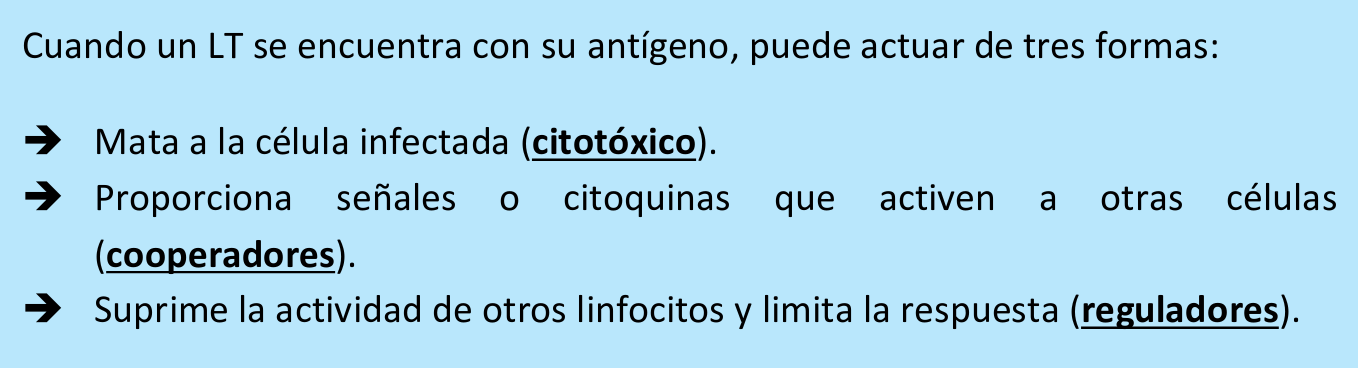 Cuando un LT se encuentra con su antígeno, puede actuar de tres formas:
➔ Mata a la célula infectada (citotóxico).
➔ Proporciona señales o citoquinas que activen a otras células
(cooperadores).
➔ Suprime la actividad de otros linfocitos y limita la respuesta (reguladores).